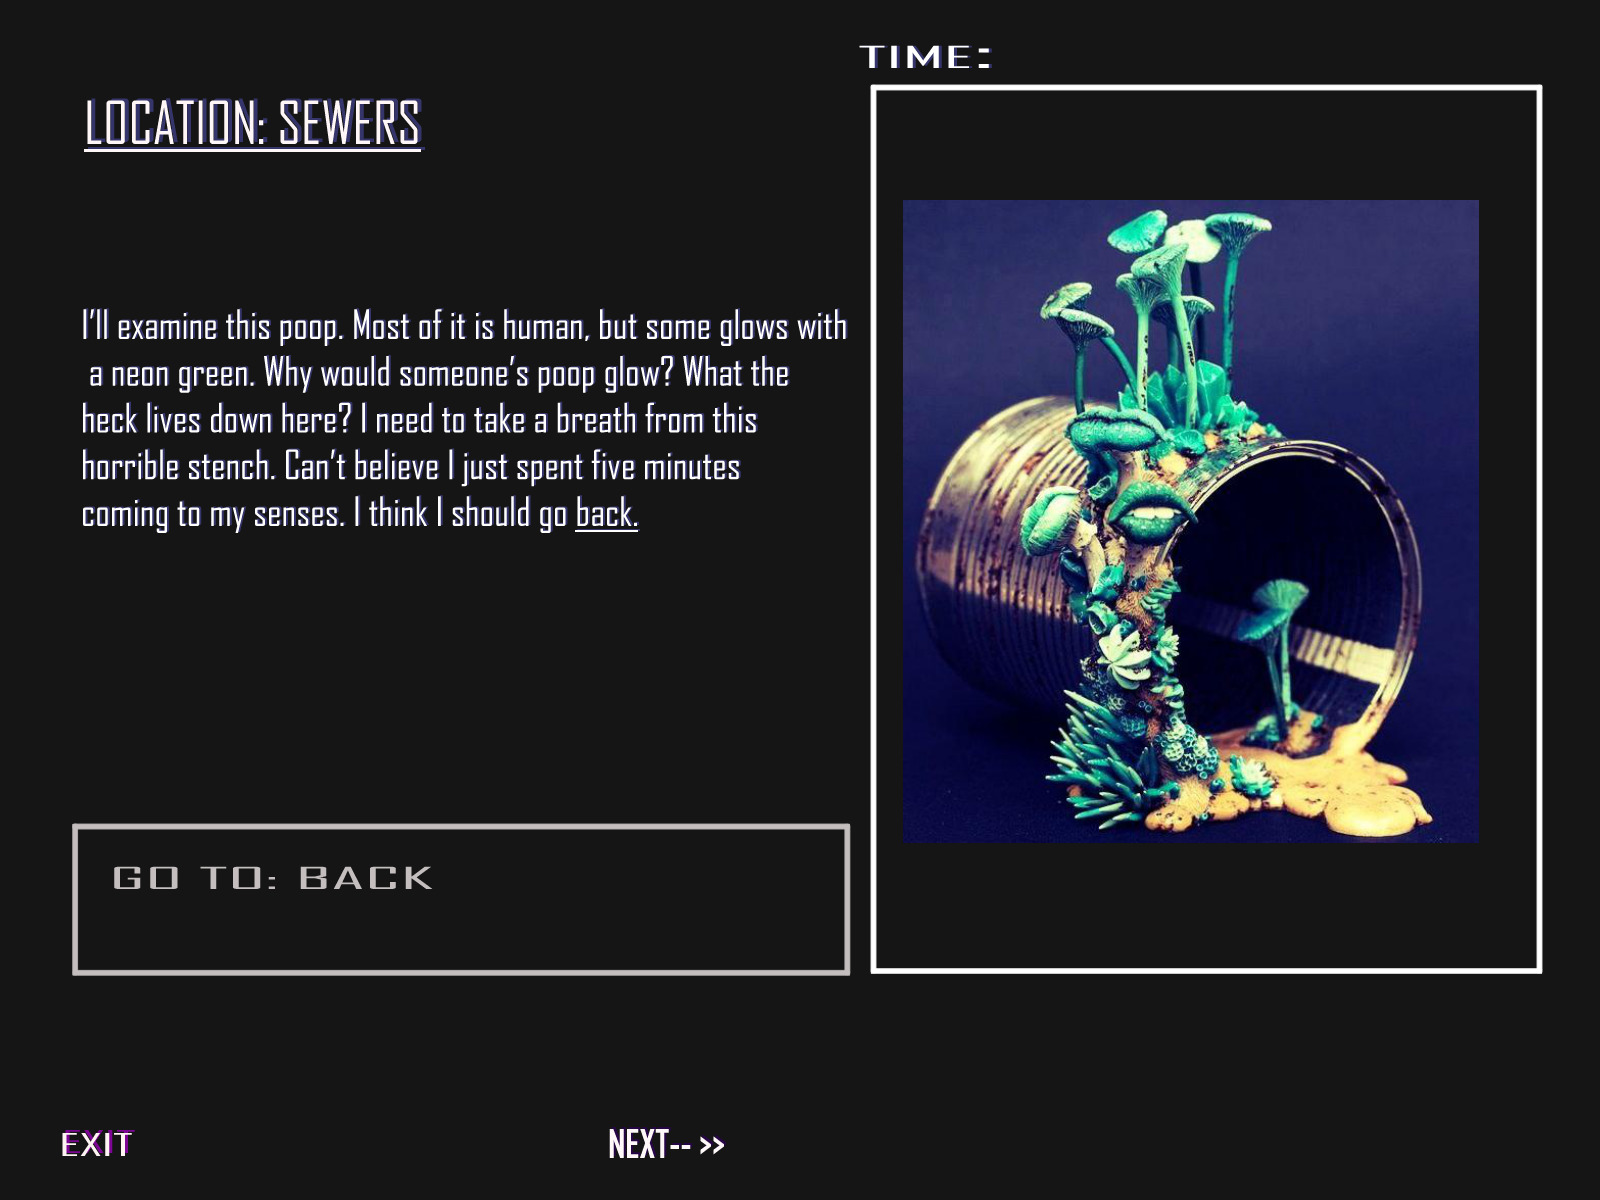 TIME:
LOCATION: SEWERS
I'll examine this poop. Most of it is human, but some glows with
a neon green. Why would someone's poop glow? What the
heck lives down here? I need to take a breath from this
horrible stench. Can't believe I just spent five minutes
coming to my senses. I think I should go back.
GO TO: BACK
EXIT
NEXT-- >>